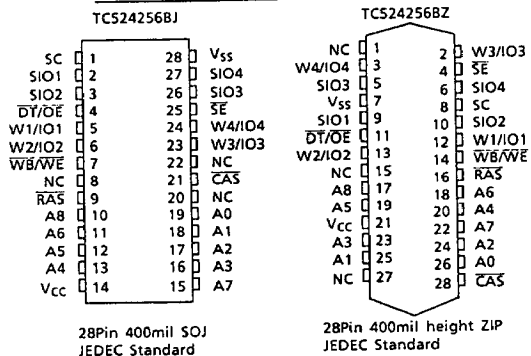 TC524256BJ
SC 1 28 VSS
SIO1 2 27 SIO4
SIO2 3 26 SIO3
DT/OE 4 25 SE
W1/IO1 5 24 W4/IO4
W2/IO2 6 23 W3/IO3
WB/WE 7 22 NC
NC 8 21 CAS
RAS 9 20 NC
A8 10 19 A0
A6 11 18 A1
A5 12 17 A2
A4 13 16 A3
VCC 14 15 A7
28Pin 400mil SOJ
JEDEC Standard
TC524256BZ
NC 1
2 W3/IO3
W4/IO4 3
4 SE
SIO3 5
6 SIO4
VSS 7
8 SC
SIO1 9
10 SIO2
DT/OE 11
12 W1/IO1
W2/IO2 13
14 WB/WE
NC 15
16 RAS
A8 17
18 A6
A5 19
20 A4
VCC 21
22 A7
A3 23
24 A2
A1 25
26 A0
NC 27
28 CAS
28Pin 400mil height ZIP
JEDEC Standard